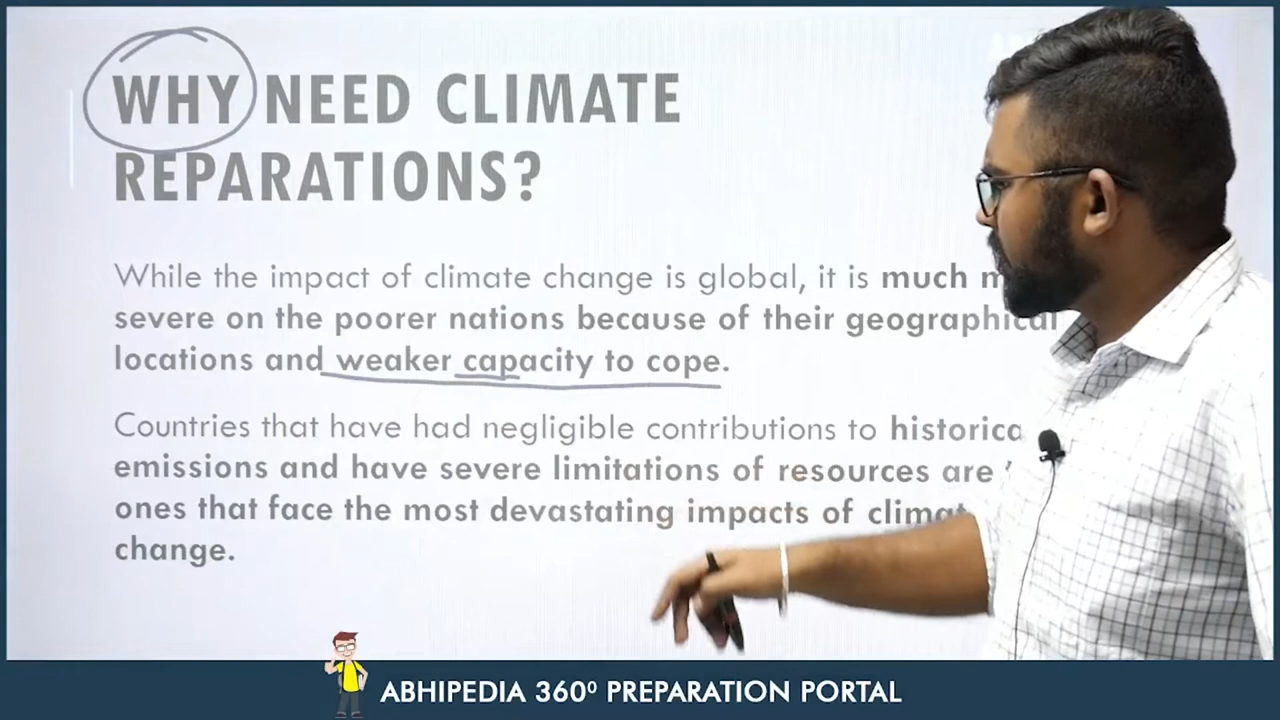 WHY NEED CLIMATE
REPARATIONS?
While the impact of climate change is global, it is much
severe on the poorer nations because of their geographical
locations and weaker capacity to cope.
Countries that have had negligible contributions to
emissions and have severe limitations of resources are
ones that face the most devastating impacts of
change.
ABHIPEDIA 360⁰ PREPARATION PORTAL